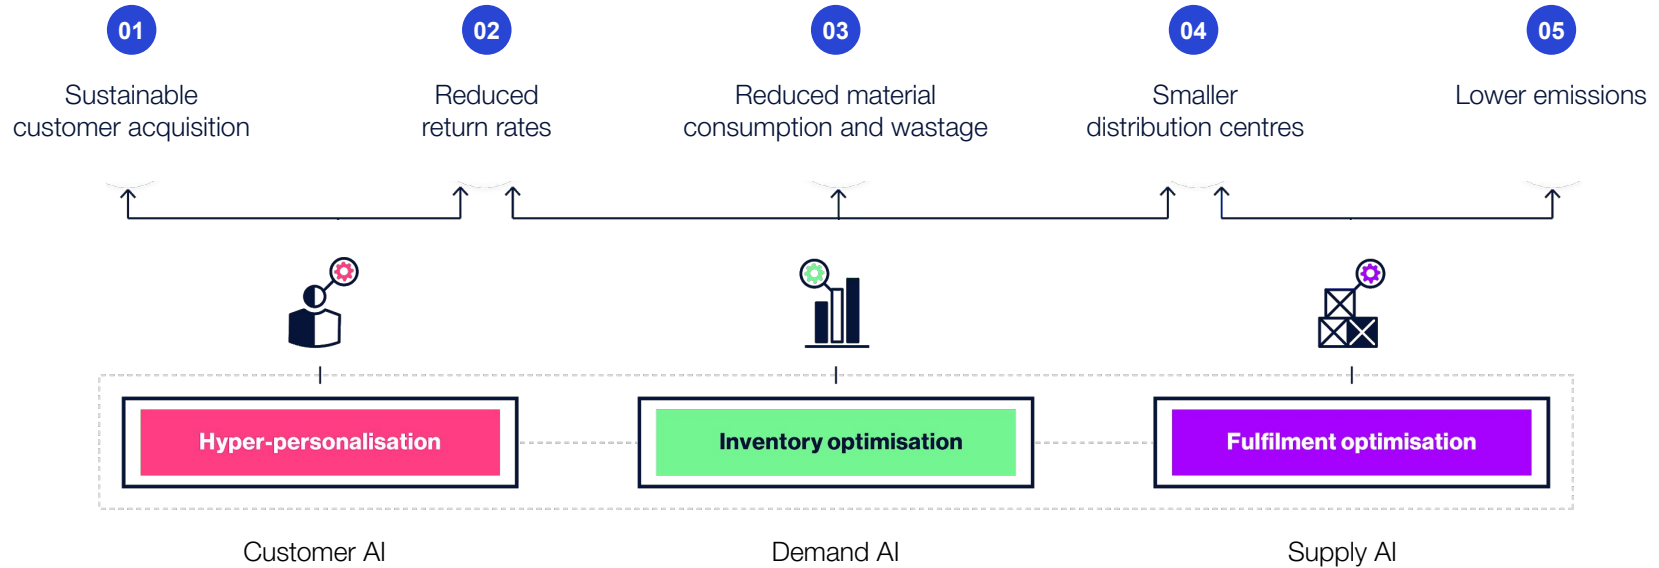 01
02
03
04
05
Sustainable
customer acquisition
Reduced
return rates
Reduced material
consumption and wastage
Smaller
distribution centres
Lower emissions
Hyper-personalisation
Inventory optimisation
Fulfilment optimisation
Customer AI
Demand AI
Supply AI